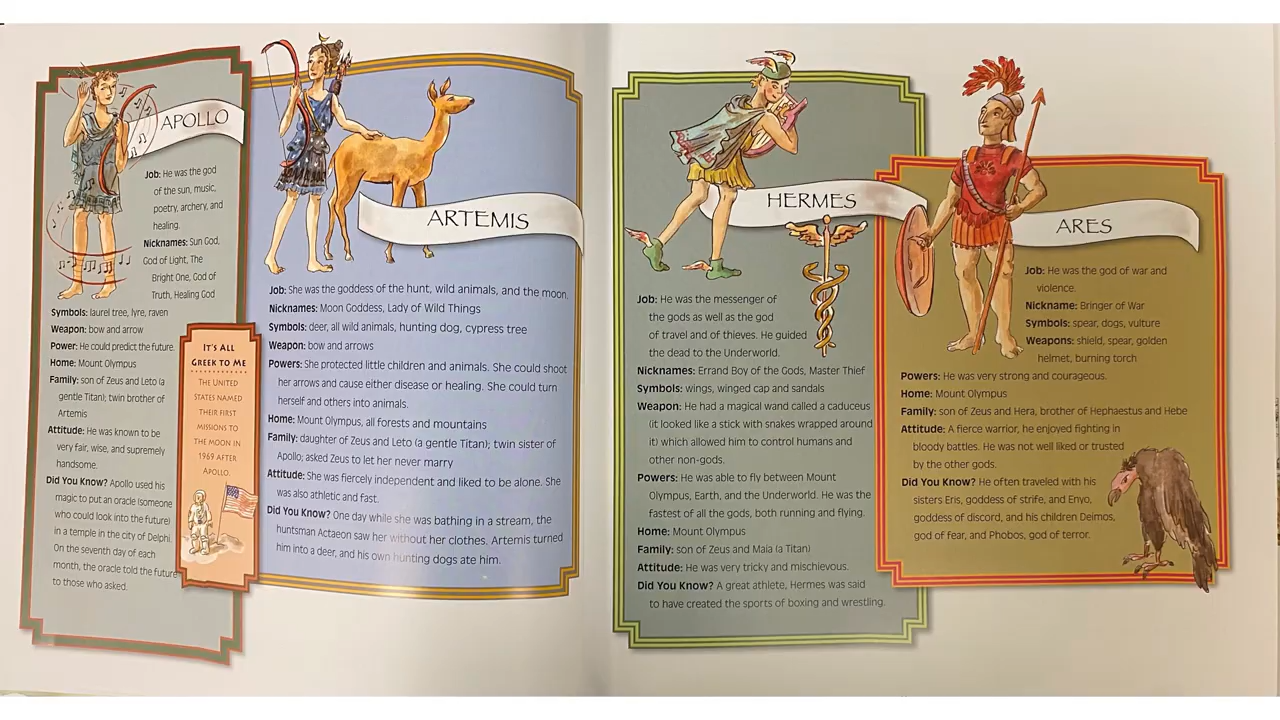 APOLLO
Job: He was the god
of the sun, music,
poetry, archery, and
healing.
Nicknames: Sun God,
God of Light, The
Bright One, God of
Truth, Healing God
Symbols: laurel tree, lyre, raven
Weapon: bow and arrow
Power: He could predict the future.
Home: Mount Olympus
Family: son of Zeus and Leto (a
gentle Titan); twin brother of
Artemis
Attitude: He was known to be
very fair, wise, and supremely
handsome.
Did You Know? Apollo used his
magic to put an oracle (someone
who could look into the future)
in a temple in the city of Delphi.
On the seventh day of each
month, the oracle told the future
to those who asked.
IT'S ALL
GREEK TO ME
THE UNITED
STATES NAMED
THEIR FIRST
MISSIONS TO
THE MOON IN
1969 AFTER
APOLLO.
ARTEMIS
Job: She was the goddess of the hunt, wild animals, and the moon.
Nicknames: Moon Goddess, Lady of Wild Things
Symbols: deer, all wild animals, hunting dog, cypress tree
Weapon: bow and arrows
Powers: She protected little children and animals. She could shoot
her arrows and cause either disease or healing. She could turn
herself and others into animals.
Home: Mount Olympus, all forests and mountains
Family: daughter of Zeus and Leto (a gentle Titan); twin sister of
Apollo; asked Zeus to let her never marry
Attitude: She was fiercely independent and liked to be alone. She
was also athletic and fast.
Did You Know? One day while she was bathing in a stream, the
huntsman Actaeon saw her without her clothes. Artemis turned
him into a deer, and his own hunting dogs ate him.
HERMES
Job: He was the messenger of
the gods as well as the god
of travel and of thieves. He guided
the dead to the Underworld.
Nicknames: Errand Boy of the Gods, Master Thief
Symbols: wings, winged cap and sandals
Weapon: He had a magical wand called a caduceus
(it looked like a stick with snakes wrapped around
it) which allowed him to control humans and
other non-gods.
Powers: He was able to fly between Mount
Olympus, Earth, and the Underworld. He was the
fastest of all the gods, both running and flying.
Home: Mount Olympus
Family: son of Zeus and Maia (a Titan)
Attitude: He was very tricky and mischievous.
Did You Know? A great athlete, Hermes was said
to have created the sports of boxing and wrestling.
ARES
Job: He was the god of war and
violence.
Nickname: Bringer of War
Symbols: spear, dogs, vulture
Weapons: shield, spear, golden
helmet, burning torch
Powers: He was very strong and courageous.
Home: Mount Olympus
Family: son of Zeus and Hera, brother of Hephaestus and Hebe
Attitude: A fierce warrior, he enjoyed fighting in
bloody battles. He was not well liked or trusted
by the other gods.
Did You Know? He often traveled with his
sisters Eris, goddess of strife, and Enyo,
goddess of discord, and his children Deimos,
god of fear, and Phobos, god of terror.